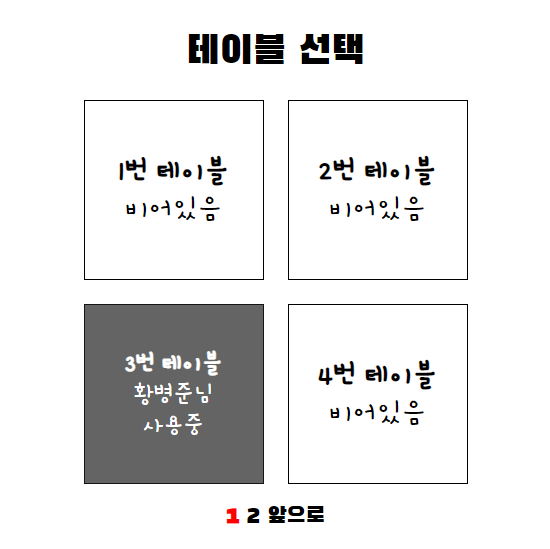 테이블 선택
1번 테이블
비어있음
2번 테이블
비어있음
3번 테이블
황병준님
사용중
4번 테이블
비어있음
1 2 앞으로